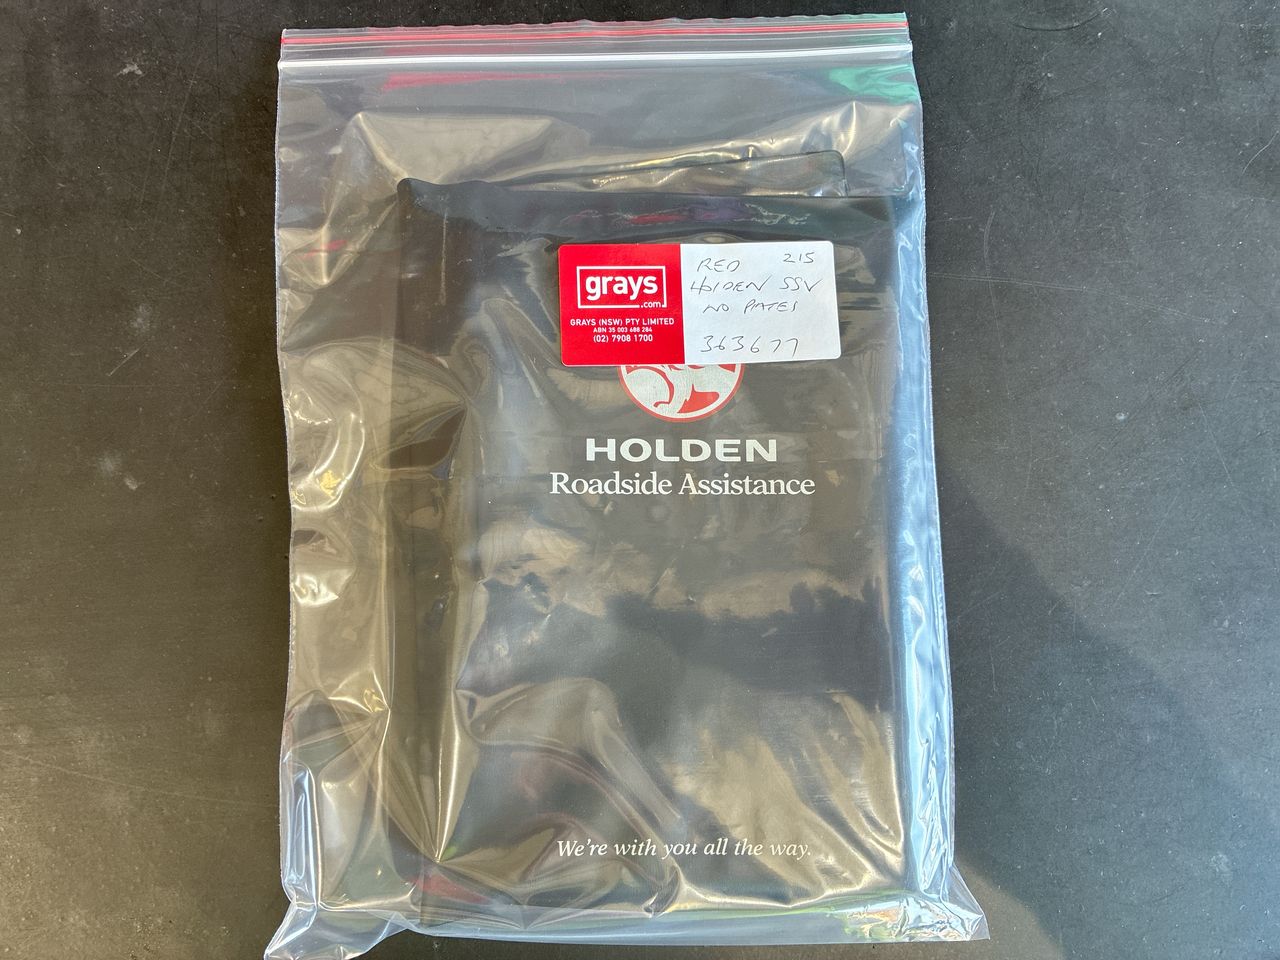 grays
.com
GRAYS (NSW) PTY LIMITED
ABN 35 003 688 284
(02) 7908 1700
RED 215
HOLDEN SSV
NO PLATES
363677
HOLDEN
Roadside Assistance
We're with you all the way.